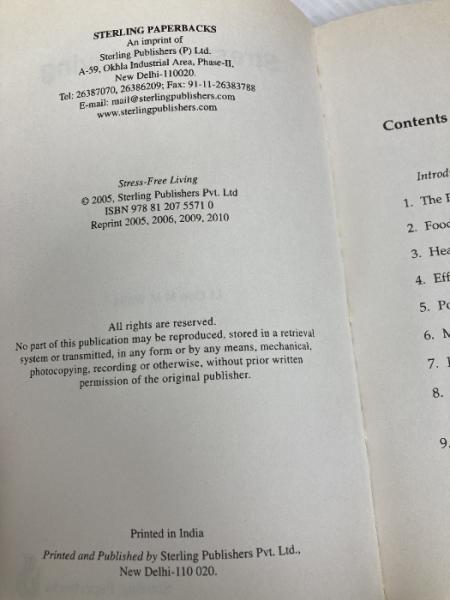 STERLING PAPERBACKS
An imprint of
Sterling Publishers (P) Ltd.
A-59, Okhla Industrial Area, Phase-II,
New Delhi-110020.
Tel: 26387070, 26386209; Fax: 91-11-26383788
E-mail: mail@sterlingpublishers.com
www.sterlingpublishers.com
Stress-Free Living
© 2005, Sterling Publishers Pvt. Ltd
ISBN 978 81 207 5571 0
Reprint 2005, 2006, 2009, 2010
All rights are reserved.
No part of this publication may be reproduced, stored in a retrieval
system or transmitted, in any form or by any means, mechanical,
photocopying, recording or otherwise, without prior written
permission of the original publisher.
Printed in India
Printed and Published by Sterling Publishers Pvt. Ltd.,
New Delhi-110 020.
Contents
1. The
2.
3.
4.
5.
6.
7.
8.
9.